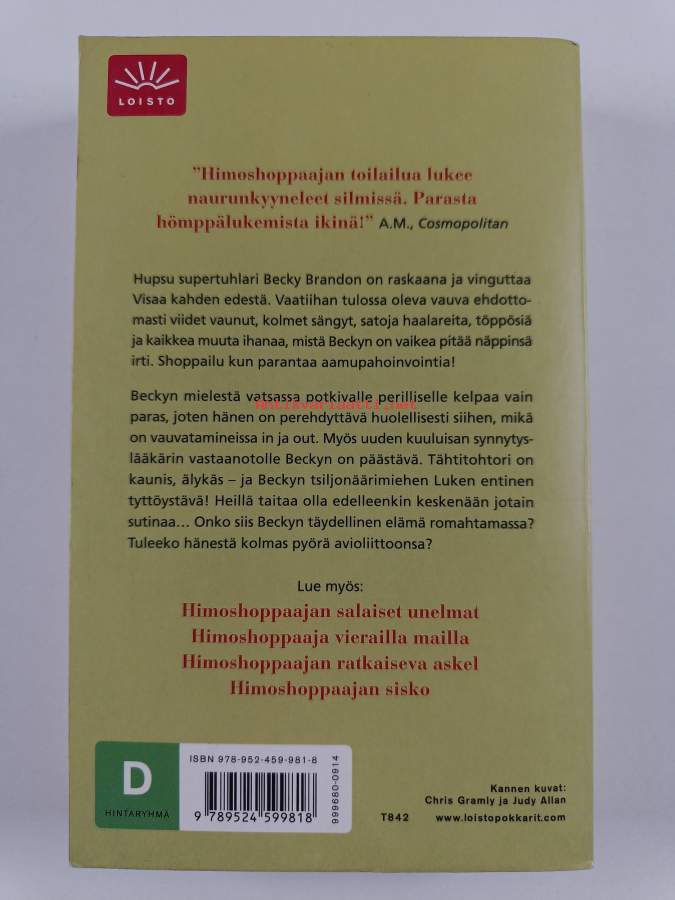 LOISTO
"Himoshoppaajan toilailua lukee
naurunkyyneleet silmissä. Parasta
hömppälukemista ikinä!" A.M., Cosmopolitan
Hupsu supertuhlari Becky Brandon on raskaana ja vinguttaa
Visaa kahden edestä. Vaatiihan tulossa oleva vauva ehdotto-
masti viidet vaunut, kolmet sängyt, satoja haalareita, töppösiä
ja kaikkea muuta ihanaa, mistä Beckyn on vaikea pitää näppinsä
irti. Shoppailu kun parantaa aamupahoinvointia!
Beckyn mielestä vatsassa potkivalle perilliselle kelpaa vain
Antisvariaatti.net
paras, joten hänen on perehdyttävä huolellisesti siihen, mikä
on vauvatamineissa in ja out. Myös uuden kuuluisan synnytys-
lääkärin vastaanotolle Beckyn on päästävä. Tähtitohtori on
kaunis, älykäs – ja Beckyn tsiljonäärimiehen Luken entinen
tyttöystävä! Heillä taitaa olla edelleenkin keskenään jotain
sutinaa... Onko siis Beckyn täydellinen elämä romahtamassa?
Tuleeko hänestä kolmas pyörä avioliittoonsa?
Lue myös:
Himoshoppaajan salaiset unelmat
Himoshoppaaja vierailla mailla
Himoshoppaajan ratkaiseva askel
Himoshoppaajan sisko
D
HINTARYHMÄ
ISBN 978-952-459-981-8
9 789524 599818
999680-0914
Kannen kuvat:
Chris Gramly ja Judy Allan
T842 www.loistopokkarit.com